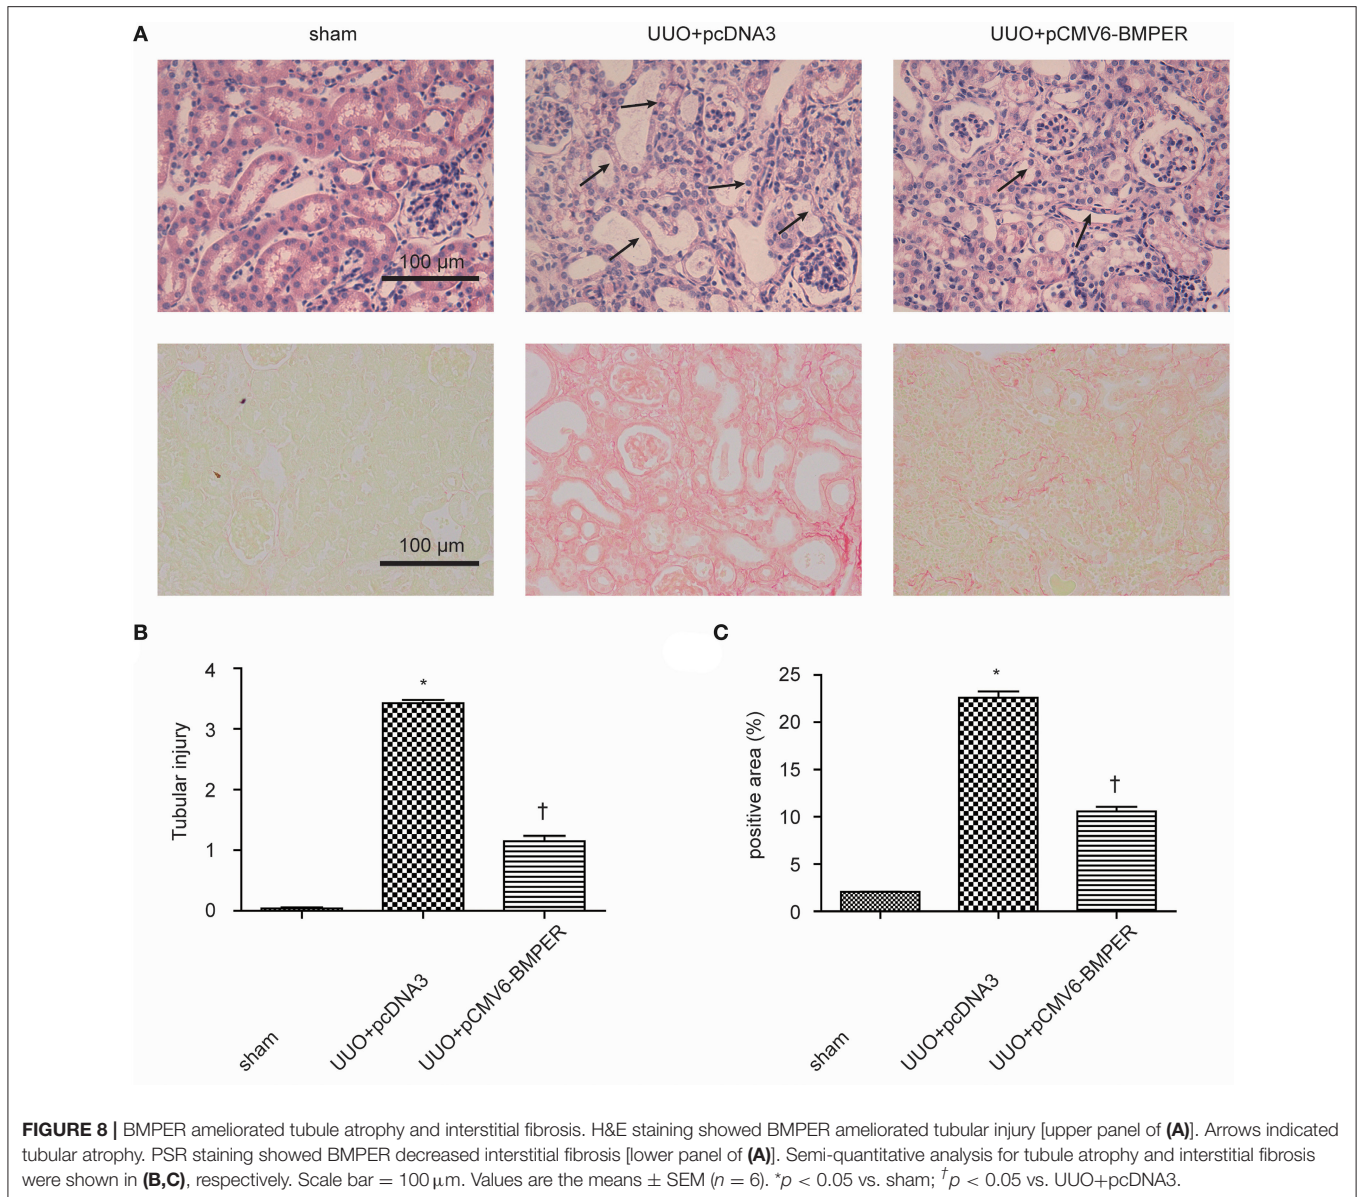 A
sham
UUO+pcDNA3
UUO+pCMV6-BMPER
100 µm
100 µm
B
C
4
3
2
1
0
Tubular injury
*
†
sham
UUO+pcDNA3
UUO+pCMV6-BMPER
25
20
15
10
5
0
positive area (%)
*
†
sham
UUO+pcDNA3
UUO+pCMV6-BMPER
FIGURE 8 | BMPER ameliorated tubule atrophy and interstitial fibrosis. H&E staining showed BMPER ameliorated tubular injury [upper panel of (A)]. Arrows indicated
tubular atrophy. PSR staining showed BMPER decreased interstitial fibrosis [lower panel of (A)]. Semi-quantitative analysis for tubule atrophy and interstitial fibrosis
were shown in (B,C), respectively. Scale bar = 100 µm. Values are the means ± SEM (n = 6). *p < 0.05 vs. sham; †p < 0.05 vs. UUO+pcDNA3.